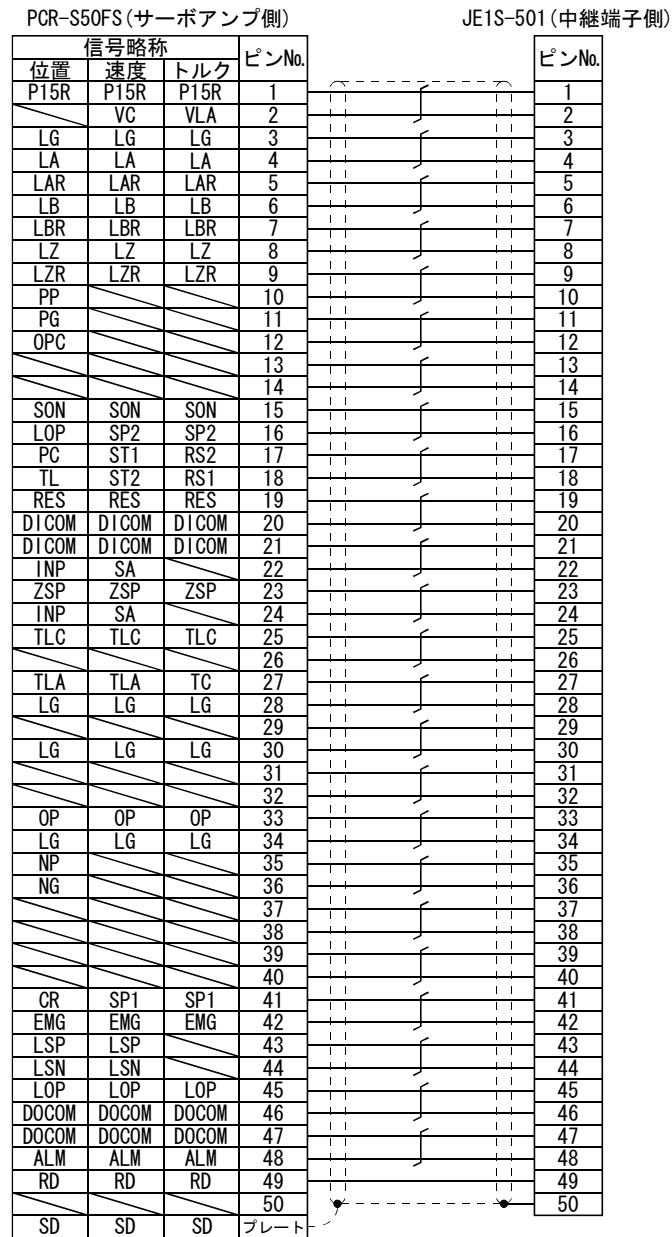 PCR-S50FS(サーボアンプ側) JE1S-501(中継端子側)
信号略称 ピンNo. ピンNo.
位置 速度 トルク
P15R P15R P15R 1 1
VC VLA 2 2
LG LG LG 3 3
LA LA LA 4 4
LAR LAR LAR 5 5
LB LB LB 6 6
LBR LBR LBR 7 7
LZ LZ LZ 8 8
LZR LZR LZR 9 9
PP 10 10
PG 11 11
OPC 12 12
13 13
14 14
SON SON SON 15 15
LOP SP2 SP2 16 16
PC ST1 RS2 17 17
TL ST2 RS1 18 18
RES RES RES 19 19
DICOM DICOM DICOM 20 20
DICOM DICOM DICOM 21 21
INP SA 22 22
ZSP ZSP ZSP 23 23
INP SA 24 24
TLC TLC TLC 25 25
26 26
TLA TLA TC 27 27
LG LG LG 28 28
29 29
LG LG LG 30 30
31 31
32 32
OP OP OP 33 33
LG LG LG 34 34
NP 35 35
NG 36 36
37 37
38 38
39 39
40 40
CR SP1 SP1 41 41
EMG EMG EMG 42 42
LSP LSP 43 43
LSN LSN 44 44
LOP LOP LOP 45 45
DOCOM DOCOM DOCOM 46 46
DOCOM DOCOM DOCOM 47 47
ALM ALM ALM 48 48
RD RD RD 49 49
50 50
SD SD SD プレート